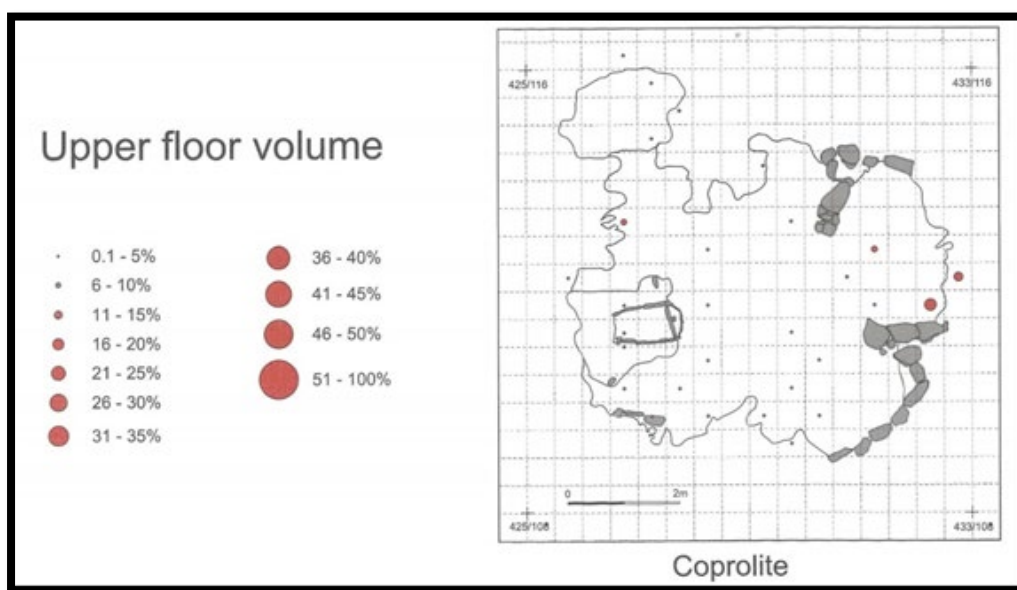 Upper floor volume
0.1 - 5%
6 - 10%
11 - 15%
16 - 20%
21 - 25%
26 - 30%
31 - 35%
36 - 40%
41 - 45%
46 - 50%
51 - 100%
425/116
433/116
0
2m
425/108
433/108
Coprolite